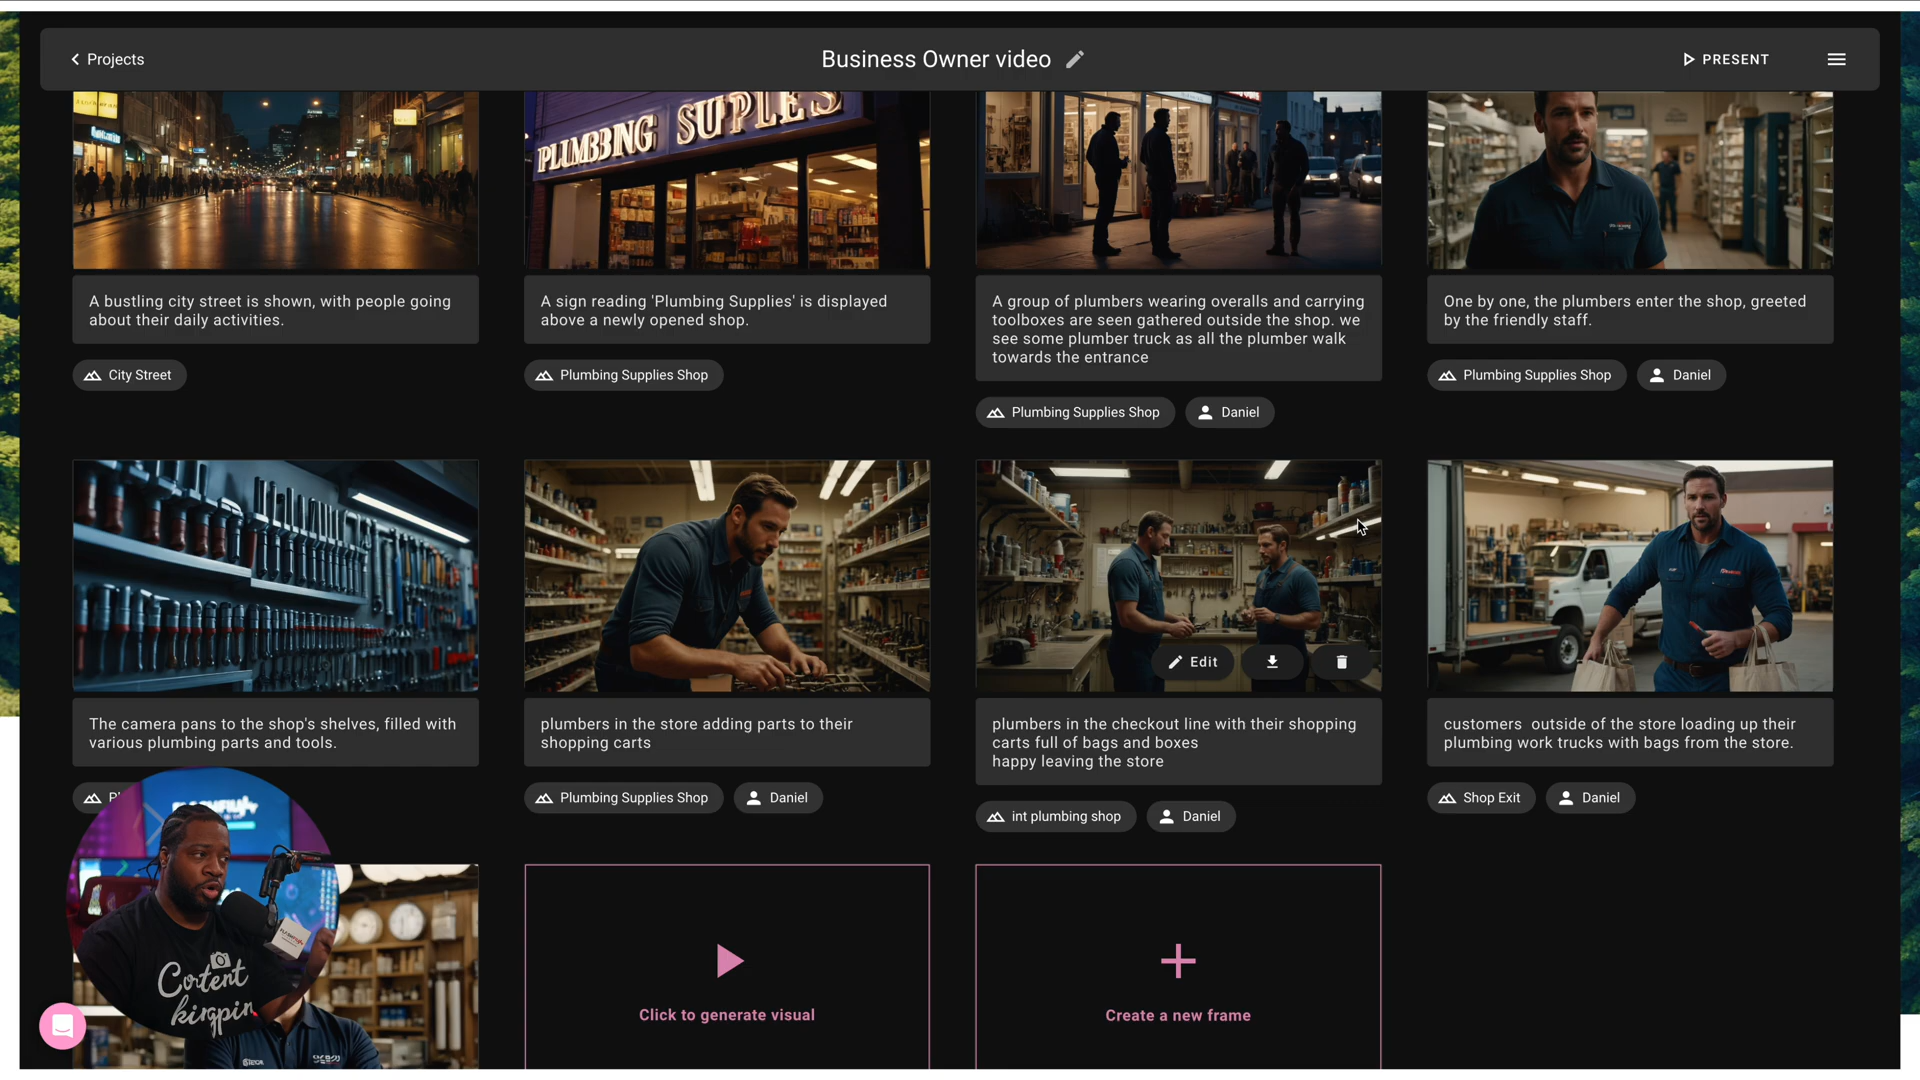 Projects
Business Owner video
PRESENT
PLUMB3NG SUPLES
A bustling city street is shown, with people going
about their daily activities.
A sign reading 'Plumbing Supplies' is displayed
above a newly opened shop.
A group of plumbers wearing overalls and carrying
toolboxes are seen gathered outside the shop. we
see some plumber truck as all the plumber walk
towards the entrance
One by one, the plumbers enter the shop, greeted
by the friendly staff.
City Street
Plumbing Supplies Shop
Plumbing Supplies Shop
Daniel
Plumbing Supplies Shop
Daniel
Edit
The camera pans to the shop's shelves, filled with
various plumbing parts and tools.
plumbers in the store adding parts to their
shopping carts
plumbers in the checkout line with their shopping
carts full of bags and boxes
happy leaving the store
customers outside of the store loading up their
plumbing work trucks with bags from the store.
Pl
Plumbing Supplies Shop
Daniel
int plumbing shop
Daniel
Shop Exit
Daniel
Content
kingpin
Click to generate visual
Create a new frame